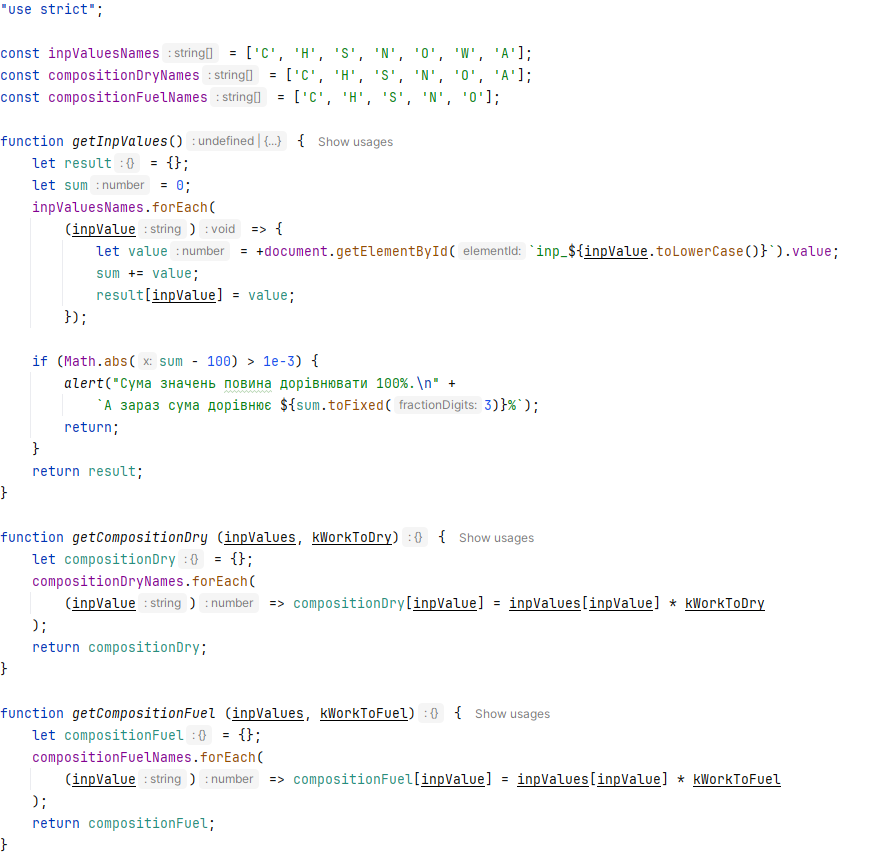 "use strict";
const inpValuesNames : string[] = ['C', 'H', 'S', 'N', 'O', 'W', 'A'];
const compositionDryNames : string[] = ['C', 'H', 'S', 'N', 'O', 'A'];
const compositionFuelNames : string[] = ['C', 'H', 'S', 'N', 'O'];
function getInpValues() : undefined | {...} { Show usages
let result : {} = {};
let sum : number = 0;
inpValuesNames.forEach(
(inpValue : string ) : void => {
let value : number = +document.getElementById( elementId: `inp_${inpValue.toLowerCase()}`).value;
sum += value;
result[inpValue] = value;
});
if (Math.abs( x: sum - 100) > 1e-3) {
alert("Сума значень повина дорівнювати 100%.\n" +
`А зараз сума дорівнює ${sum.toFixed( fractionDigits: 3)}%`);
return;
}
return result;
}
function getCompositionDry (inpValues, kWorkToDry) : {} { Show usages
let compositionDry : {} = {};
compositionDryNames.forEach(
(inpValue : string ) : number => compositionDry[inpValue] = inpValues[inpValue] * kWorkToDry
);
return compositionDry;
}
function getCompositionFuel (inpValues, kWorkToFuel) : {} { Show usages
let compositionFuel : {} = {};
compositionFuelNames.forEach(
(inpValue : string ) : number => compositionFuel[inpValue] = inpValues[inpValue] * kWorkToFuel
);
return compositionFuel;
}